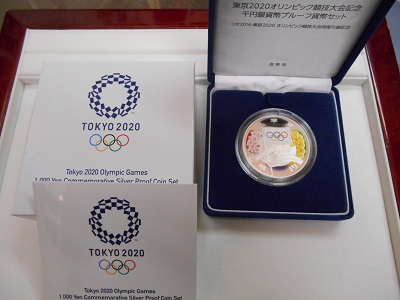 TOKYO 2020
Tokyo 2020 Olympic Games
1,000 Yen Commemorative Silver Proof Coin Set
TOKYO 2020
Tokyo 2020 Olympic Games
1,000 Yen Commemorative Silver Proof Coin Set
東京2020オリンピック競技大会記念
千円銀貨幣プルーフ貨幣セット
造幣局